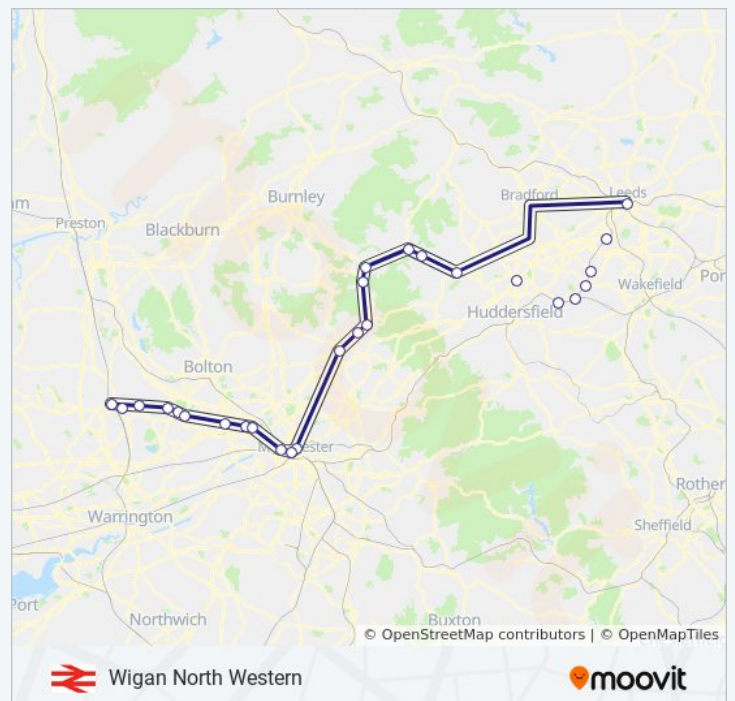 Burnley
Bradford
Leeds
am
Preston
Blackburn
Wakefield
Por
Huddersfield
Bolton
Rother
Warrington
Sheffield
Port
Northwich
Buxton
© OpenStreetMap contributors | © OpenMapTiles
Wigan North Western
moovit